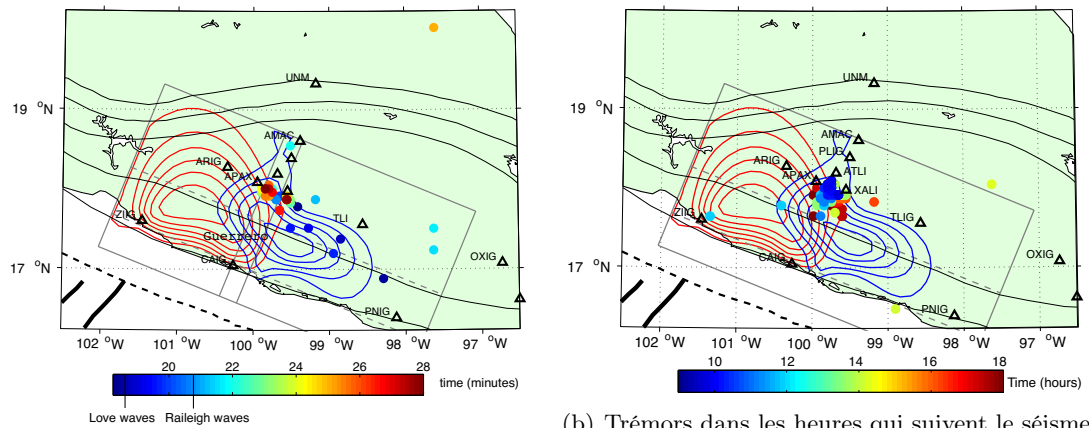 UNM
19 °N
AMAC
ARIG
APAX
ZIIG
TLI
Guerrero
17 °N
CAIG
OXIG
PNIG
102 °W 101 °W 100 °W 99 °W 98 °W 97 °W
20 22 24 26 28
time (minutes)
Love waves Raileigh waves
UNM
19 °N
AMAC
PLIG
ARIG
ATLI
APAX
XALI
ZIIG
TLIG
17 °N
CAIG
OXIG
PNIG
102 °W 101 °W 100 °W 99 °W 98 °W 97 °W
10 12 14 16 18
Time (hours)
(b) Trémors dans les heures qui suivent le séisme